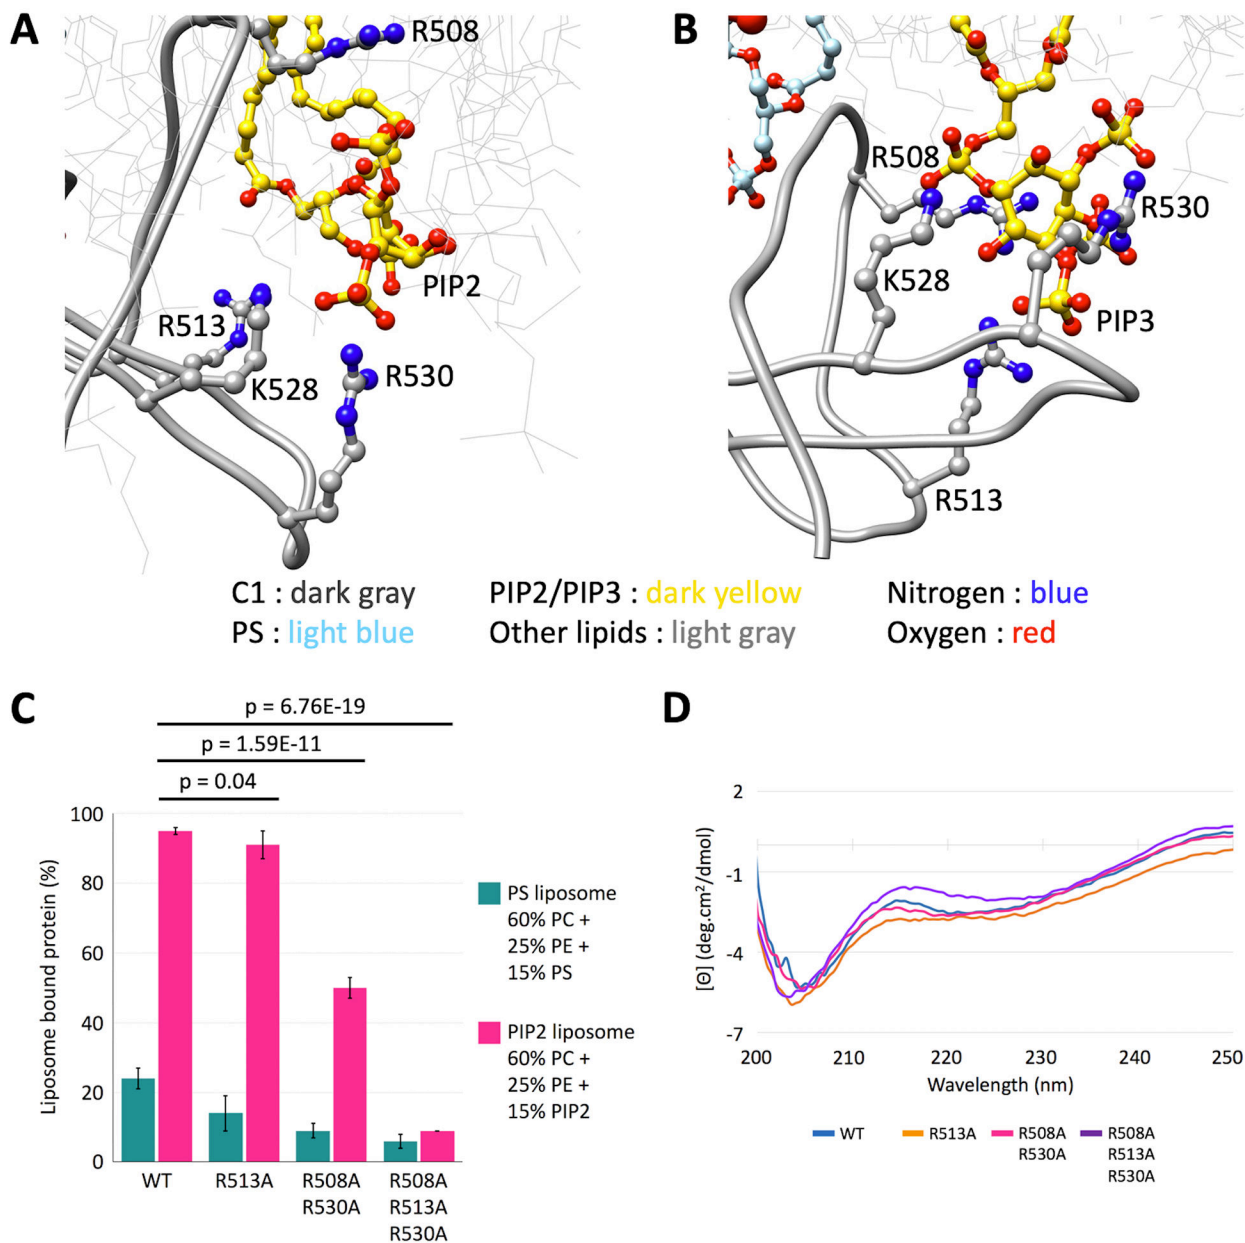 A
R508
PIP2
R513
K528
R530
B
R508
R530
K528
PIP3
R513
C1 : dark gray
PIP2/PIP3 : dark yellow
Nitrogen : blue
PS : light blue
Other lipids : light gray
Oxygen : red
C
p = 6.76E-19
p = 1.59E-11
p = 0.04
Liposome bound protein (%)
100
80
60
40
20
0
WT
R513A
R508A
R530A
R508A
R513A
R530A
PS liposome
60% PC +
25% PE +
15% PS
PIP2 liposome
60% PC +
25% PE +
15% PIP2
D
[Θ] (deg.cm²/dmol)
2
-1
-4
-7
200
210
220
230
240
250
Wavelength (nm)
WT
R513A
R508A
R530A
R508A
R513A
R530A